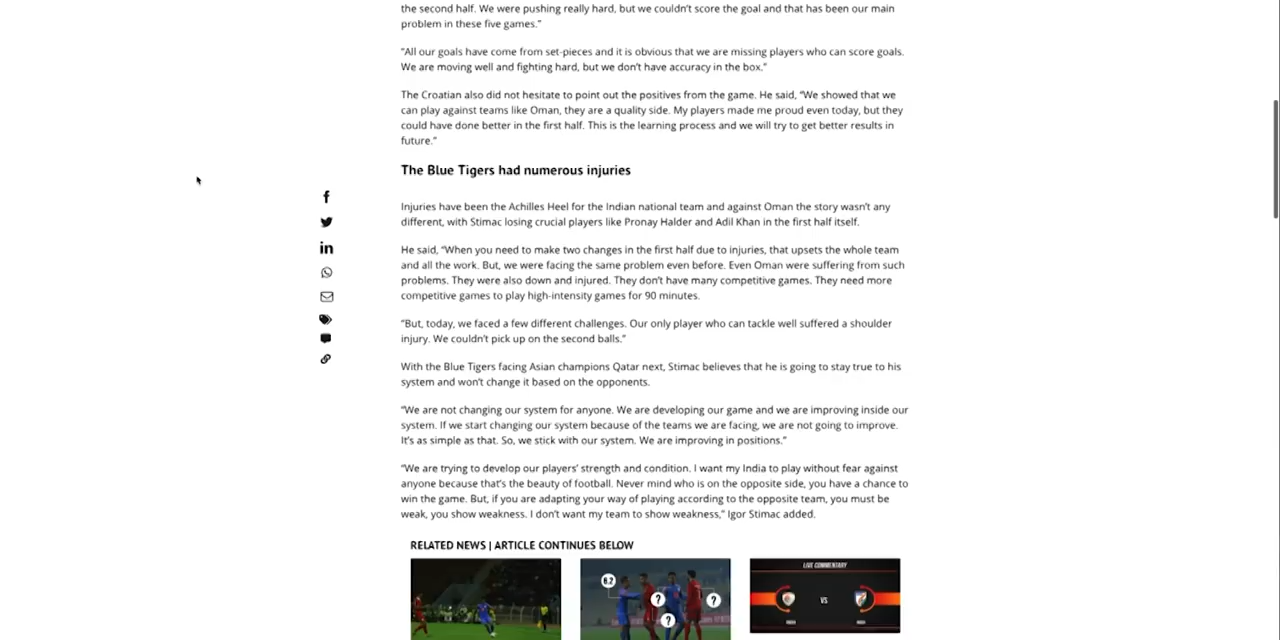 the second half. We were pushing really hard, but we couldn’t score the goal and that has been our main
problem in these five games.”
“All our goals have come from set-pieces and it is obvious that we are missing players who can score goals.
We are moving well and fighting hard, but we don’t have accuracy in the box.”
The Croatian also did not hesitate to point out the positives from the game. He said, “We showed that we
can play against teams like Oman, they are a quality side. My players made me proud even today, but they
could have done better in the first half. This is the learning process and we will try to get better results in
future.”
The Blue Tigers had numerous injuries
Injuries have been the Achilles Heel for the Indian national team and against Oman the story wasn’t any
different, with Stimac losing crucial players like Pronay Halder and Adil Khan in the first half itself.
He said, “When you need to make two changes in the first half due to injuries, that upsets the whole team
and all the work. But, we were facing the same problem even before. Even Oman were suffering from such
problems. They were also down and injured. They don’t have many competitive games. They need more
competitive games to play high-intensity games for 90 minutes.
“But, today, we faced a few different challenges. Our only player who can tackle well suffered a shoulder
injury. We couldn’t pick up on the second balls.”
With the Blue Tigers facing Asian champions Qatar next, Stimac believes that he is going to stay true to his
system and won’t change it based on the opponents.
“We are not changing our system for anyone. We are developing our game and we are improving inside our
system. If we start changing our system because of the teams we are facing, we are not going to improve.
It’s as simple as that. So, we stick with our system. We are improving in positions.”
“We are trying to develop our players’ strength and condition. I want my India to play without fear against
anyone because that’s the beauty of football. Never mind who is on the opposite side, you have a chance to
win the game. But, if you are adapting your way of playing according to the opposite team, you must be
weak, you show weakness. I don’t want my team to show weakness,” Igor Stimac added.
RELATED NEWS | ARTICLE CONTINUES BELOW
6.2
?
?
?
LIVE COMMENTARY
VS